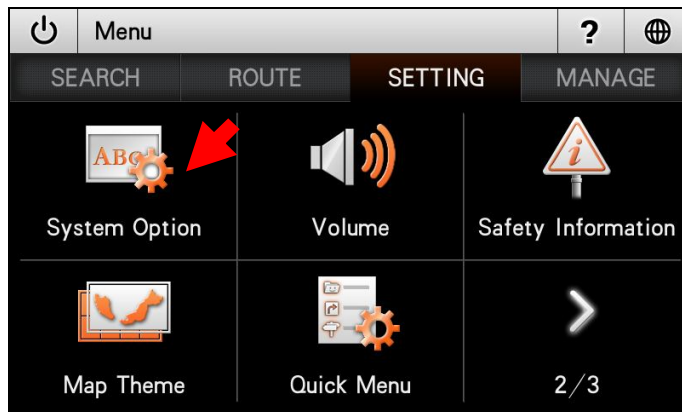 Menu ?
SEARCH ROUTE SETTING MANAGE
ABC
System Option Volume Safety Information
i
Map Theme Quick Menu 2/3